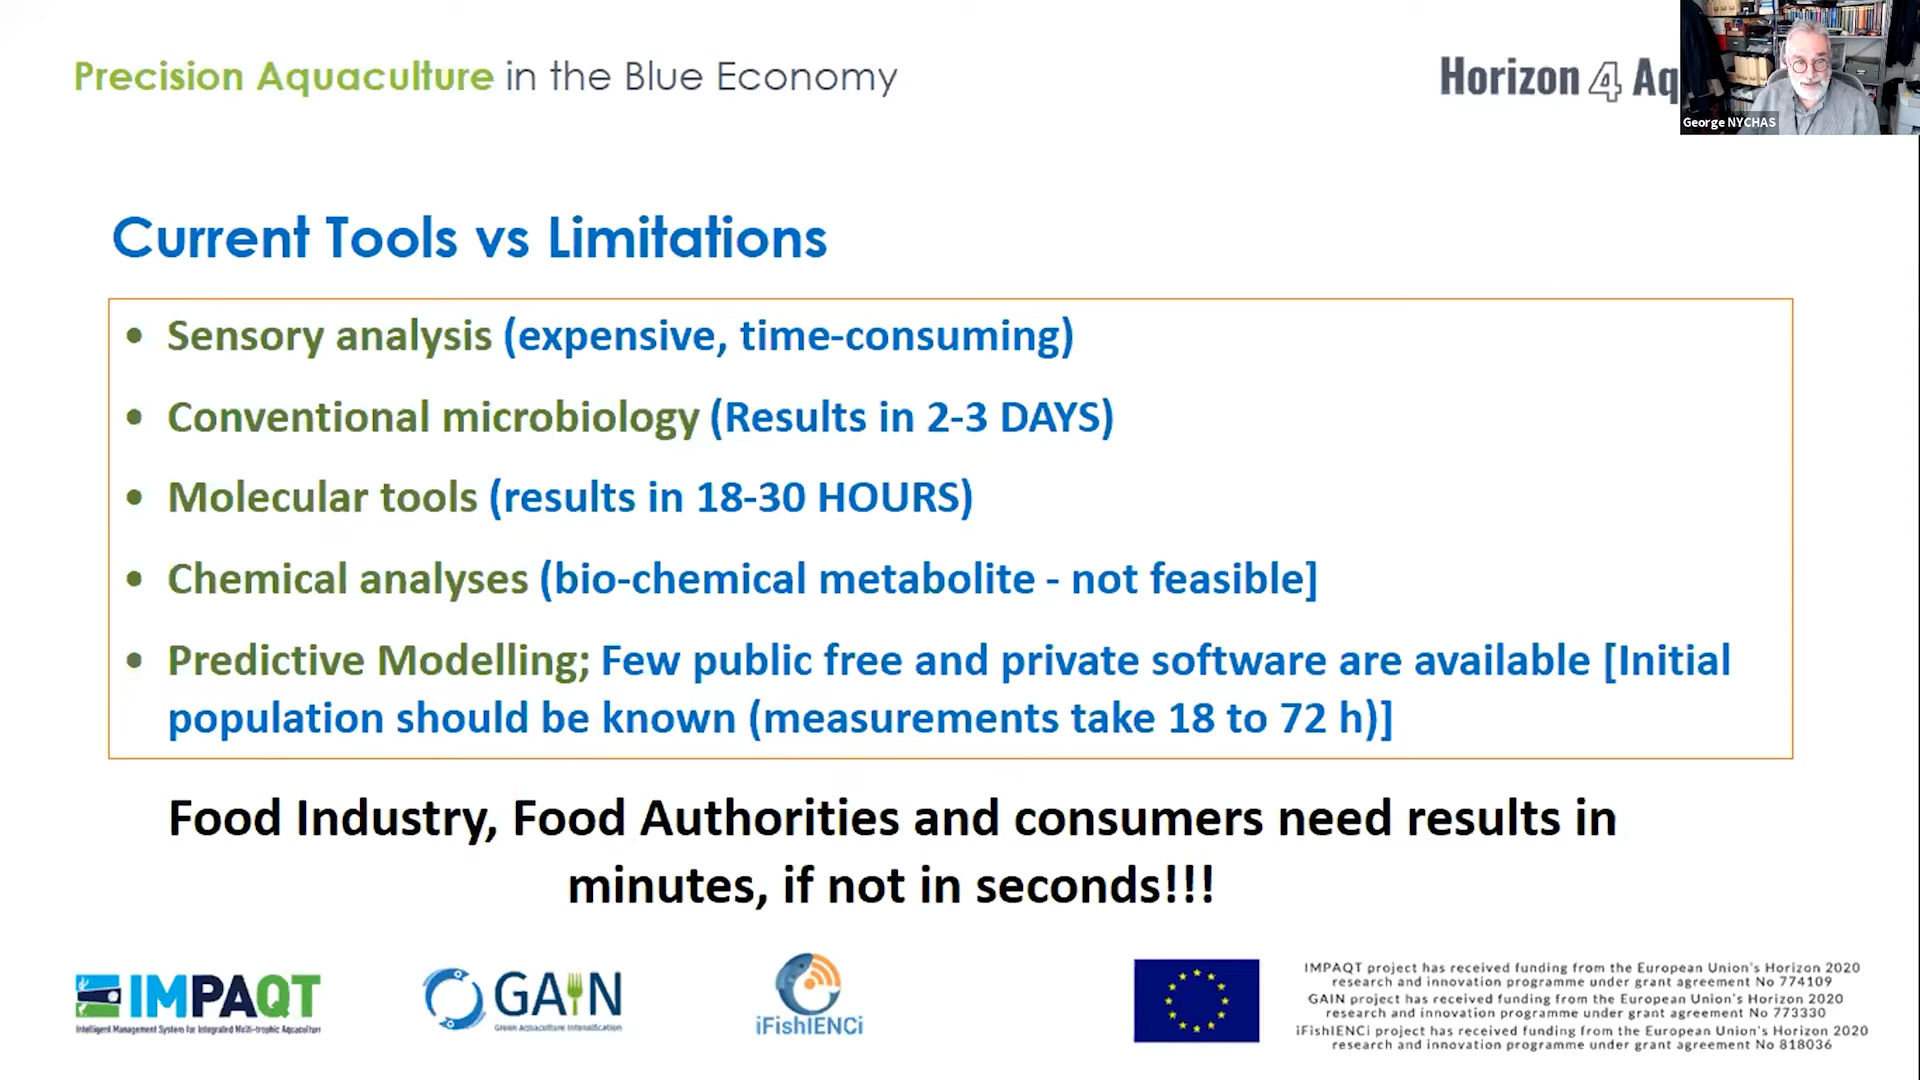 Precision Aquaculture in the Blue Economy
Horizon 4 Aq
George NYCHAS
Current Tools vs Limitations
• Sensory analysis (expensive, time-consuming)
• Conventional microbiology (Results in 2-3 DAYS)
• Molecular tools (results in 18-30 HOURS)
• Chemical analyses (bio-chemical metabolite - not feasible]
• Predictive Modelling; Few public free and private software are available [Initial
population should be known (measurements take 18 to 72 h)]
Food Industry, Food Authorities and consumers need results in
minutes, if not in seconds!!!
IMPAQT
Intelligent Management System for Integrated Multi-trophic Aquaculture
GAIN
Green Aquaculture Intensification
iFishIENCi
IMPAQT project has received funding from the European Union's Horizon 2020
research and innovation programme under grant agreement No 774109
GAIN project has received funding from the European Union's Horizon 2020
research and innovation programme under grant agreement No 773330
iFishIENCi project has received funding from the European Union's Horizon 2020
research and innovation programme under grant agreement No 818036